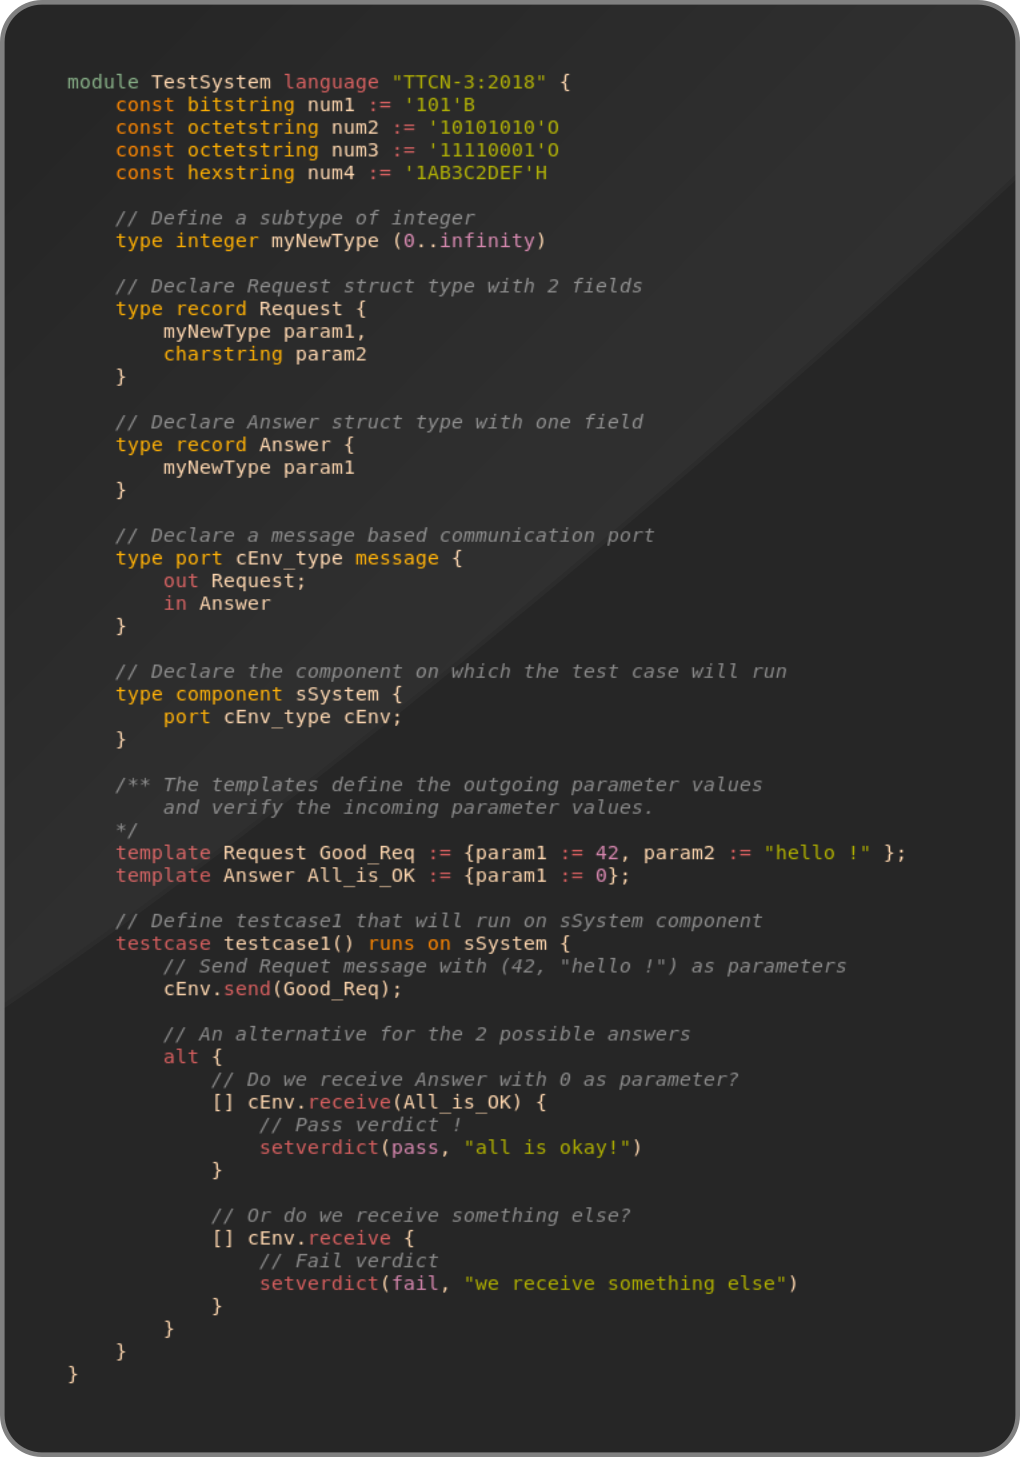 module TestSystem language "TTCN-3:2018" {
    const bitstring num1 := '101'B
    const octetstring num2 := '10101010'O
    const octetstring num3 := '11110001'O
    const hexstring num4 := '1AB3C2DEF'H

    // Define a subtype of integer
    type integer myNewType (0..infinity)

    // Declare Request struct type with 2 fields
    type record Request {
        myNewType param1,
        charstring param2
    }

    // Declare Answer struct type with one field
    type record Answer {
        myNewType param1
    }

    // Declare a message based communication port
    type port cEnv_type message {
        out Request;
        in Answer
    }

    // Declare the component on which the test case will run
    type component sSystem {
        port cEnv_type cEnv;
    }

    /** The templates define the outgoing parameter values
        and verify the incoming parameter values.
    */
    template Request Good_Req := {param1 := 42, param2 := "hello !" };
    template Answer All_is_OK := {param1 := 0};

    // Define testcase1 that will run on sSystem component
    testcase testcase1() runs on sSystem {
        // Send Requet message with (42, "hello !") as parameters
        cEnv.send(Good_Req);

        // An alternative for the 2 possible answers
        alt {
            // Do we receive Answer with 0 as parameter?
            [] cEnv.receive(All_is_OK) {
                // Pass verdict !
                setverdict(pass, "all is okay!")
            }

            // Or do we receive something else?
            [] cEnv.receive {
                // Fail verdict
                setverdict(fail, "we receive something else")
            }
        }
    }
}